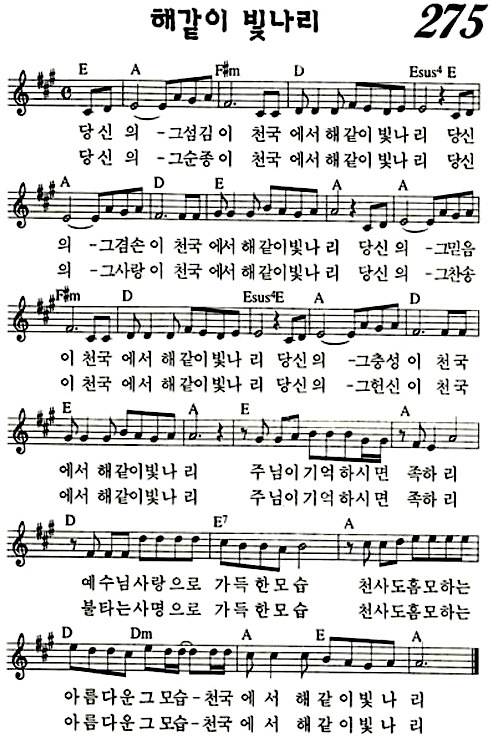 해같이 빛나리 275
E A F#m D Esus4 E
당신 의 -그섬김이 천국 에서해같이빛나 리 당신
당신 의 -그순종이 천국 에서해같이빛나 리 당신
A D E A D
의 -그겸손이 천국에서해같이빛나리 당신의 -그믿음
의 -그사랑이 천국에서해같이빛나리 당신의 -그찬송
F#m D Esus4 E A D
이 천국 에서 해 같이빛나 리 당신의 -그충성이 천국
이 천국 에서 해 같이빛나 리 당신의 -그헌신이 천국
E A E A
에서 해같이빛나리 주님이기억하시면 족하리
에서 해같이빛나리 주님이기억하시면 족하리
D E7 A
예수님사랑으로 가득한모습 천사도흠모하는
불타는사명으로 가득한모습 천사도흠모하는
D Dm A E A
아름다운그모습-천국에서 해같이빛나리
아름다운그모습-천국에서 해같이빛나리